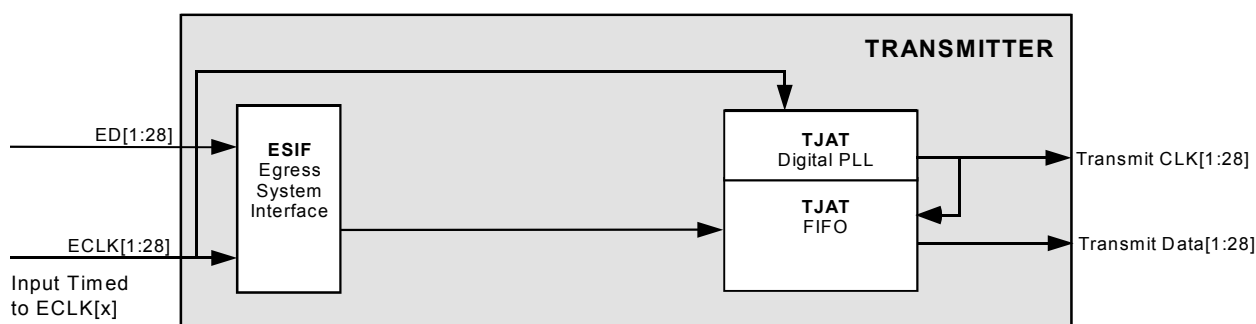 TRANSMITTER
ED[1:28]
ESIF
Egress
System
Interface
TJAT
Digital PLL
Transmit CLK[1:28]
TJAT
FIFO
ECLK[1:28]
Transmit Data[1:28]
Input Timed
to ECLK[x]